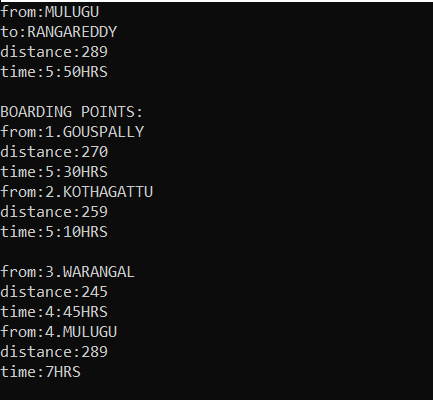 from:MULUGU
to:RANGAREDDY
distance:289
time:5:50HRS
BOARDING POINTS:
from:1.GOUSPALLY
distance:270
time:5:30HRS
from:2.KOTHAGATTU
distance:259
time:5:10HRS
from:3.WARANGAL
distance:245
time:4:45HRS
from:4.MULUGU
distance:289
time:7HRS